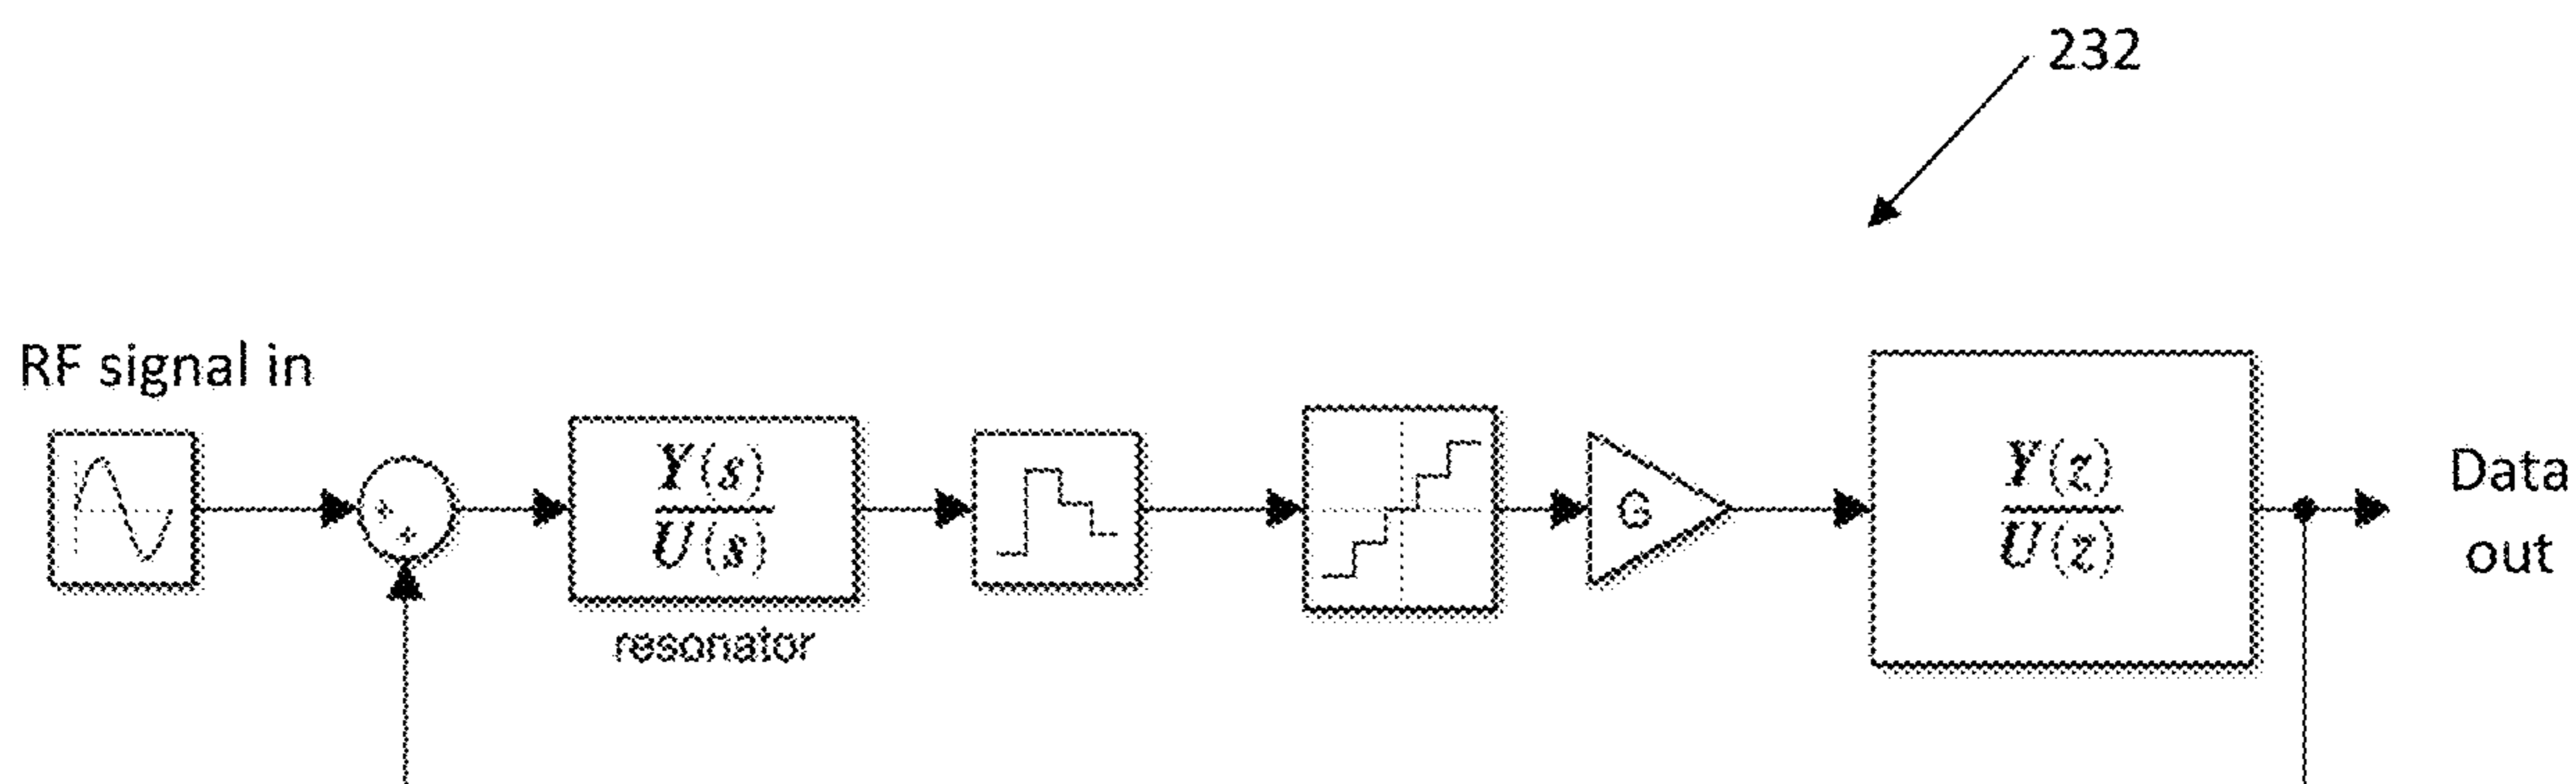 232
RF signal in
+
+
Y(s)
U(s)
resonator
G
Y(z)
U(z)
Data
out